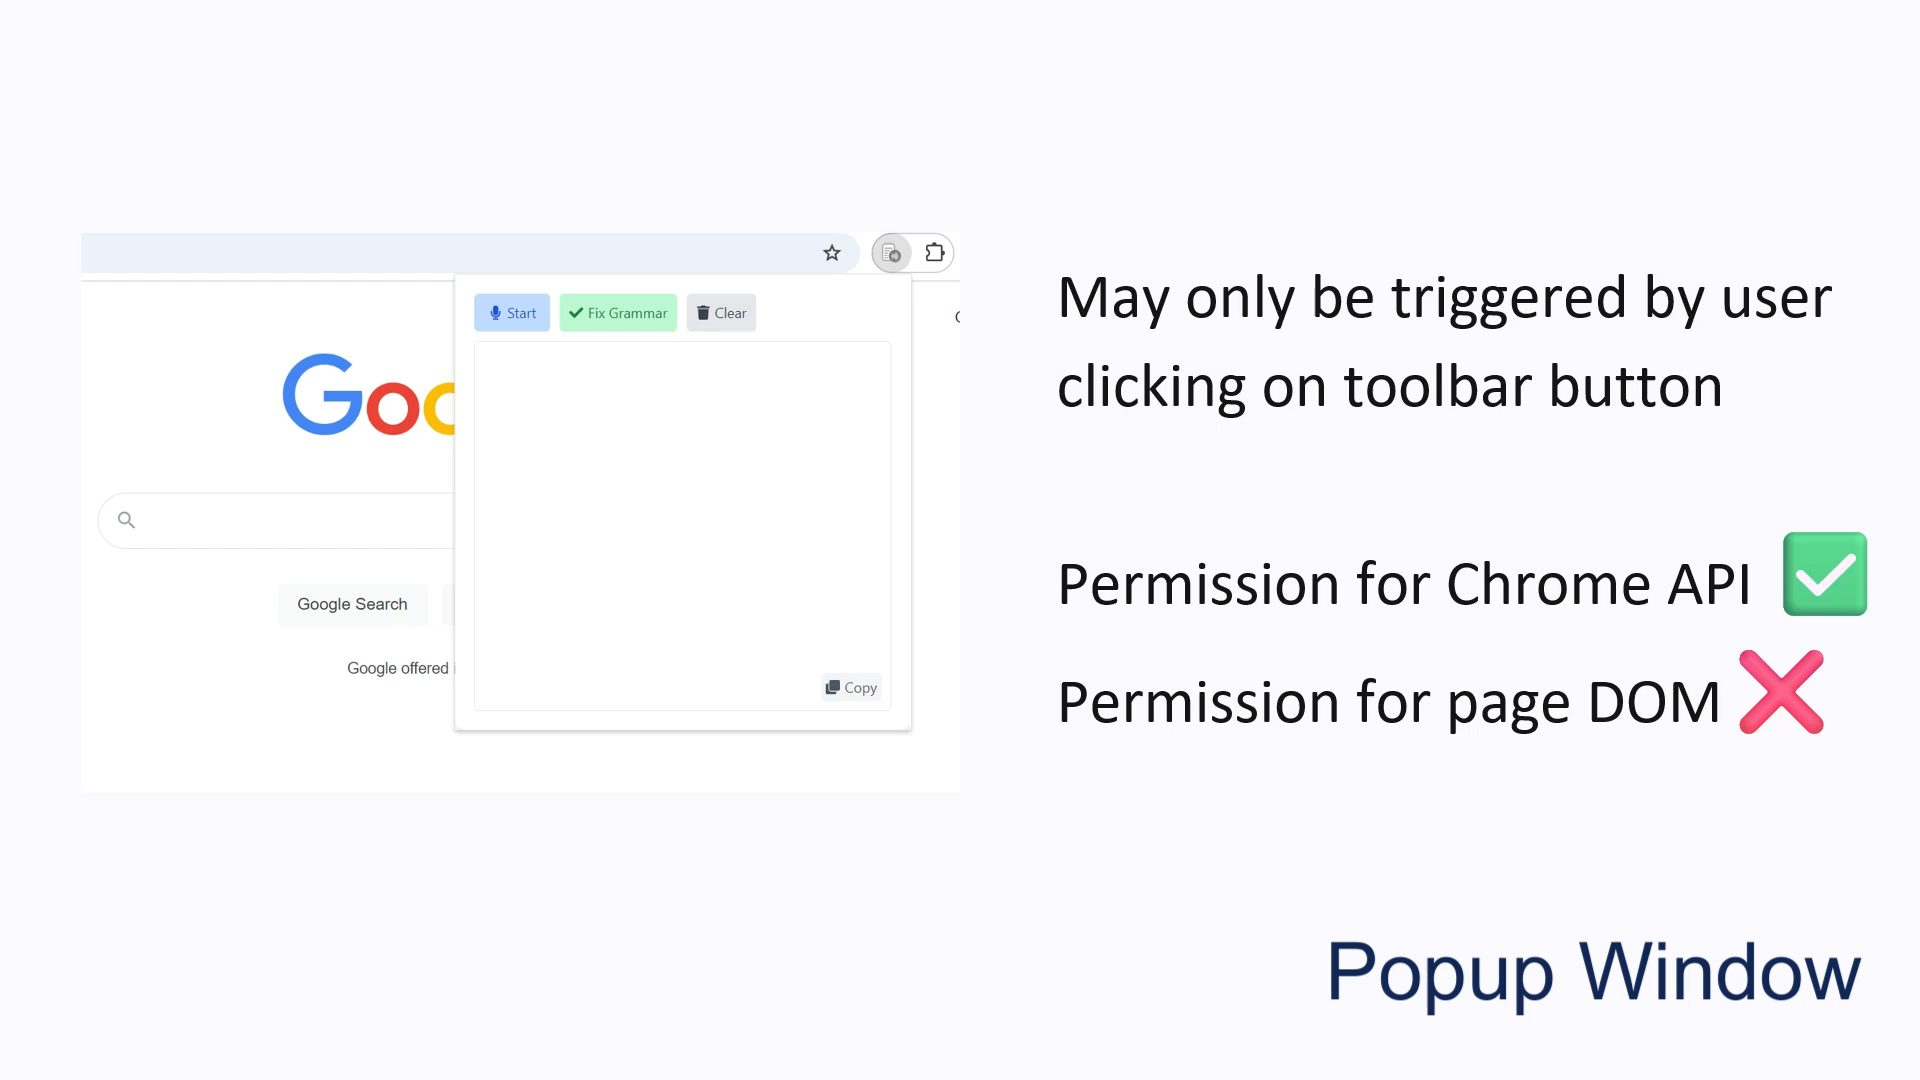 Start
Fix Grammar
Clear
Goo
Google Search
Google offered
Copy
May only be triggered by user
clicking on toolbar button
Permission for Chrome API
Permission for page DOM
Popup Window